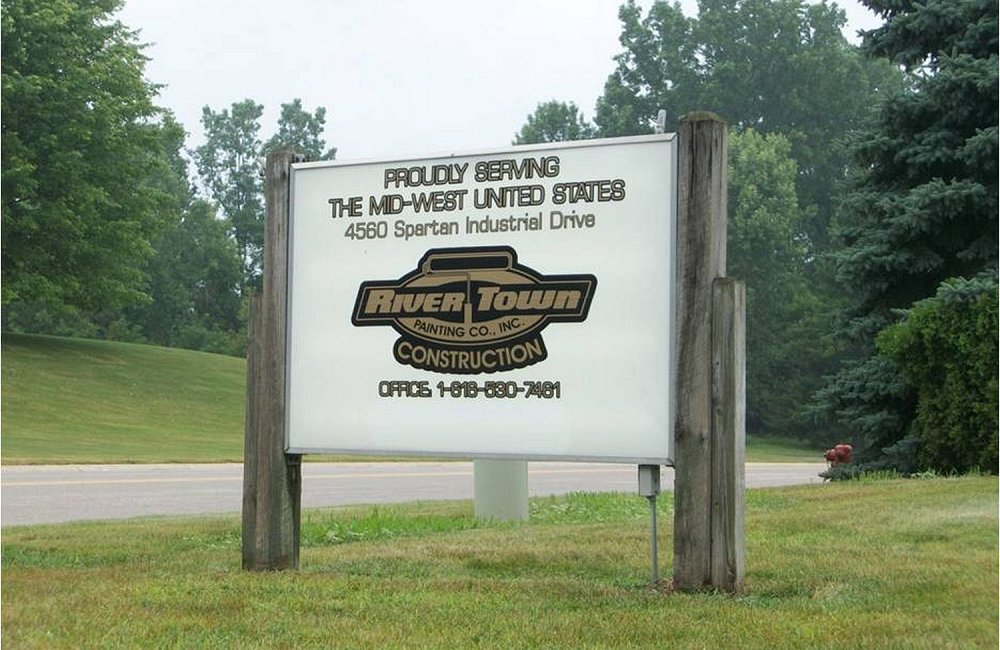 PROUDLY SERVING
THE MID-WEST UNITED STATES
4560 Spartan Industrial Drive
RIVER TOWN
PAINTING CO., INC.
CONSTRUCTION
OFFICE: 1-616-530-7461